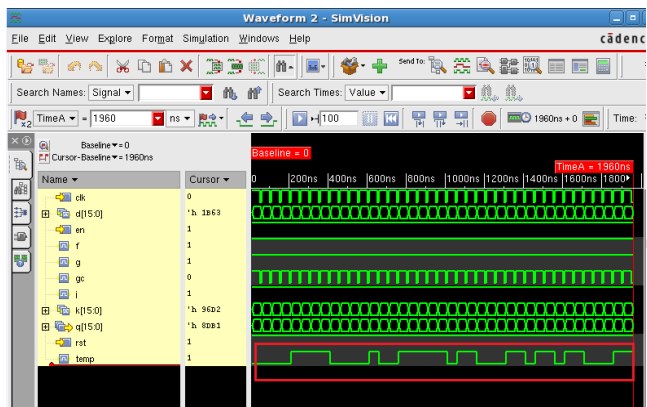 Waveform 2 - SimVision
File Edit View Explore Format Simulation Windows Help
cādenc
Send to:
Search Names: Signal
Search Times: Value
x2 TimeA = 1960 ns 100 1960ns + 0 Time:
Baseline = 0
Cursor-Baseline = 1960ns
Baseline = 0
TimeA = 1960ns
Name Cursor
0 200ns 400ns 600ns 800ns 1000ns 1200ns 1400ns 1600ns 1800
clk 0
d[15:0] 'h 1B63
en 1
f 1
g 1
gc 0
i 1
k[15:0] 'h 96D2
q[15:0] 'h 8DB1
rst 1
temp 1